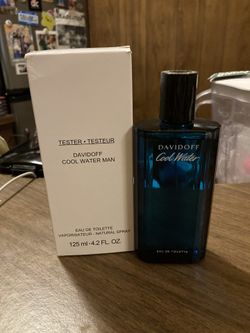 TESTER • TESTEUR
DAVIDOFF
COOL WATER MAN
EAU DE TOILETTE
VAPORISATEUR - NATURAL SPRAY
125 ml - 4.2 FL. OZ.
DAVIDOFF
Cool Water
EAU DE TOILETTE